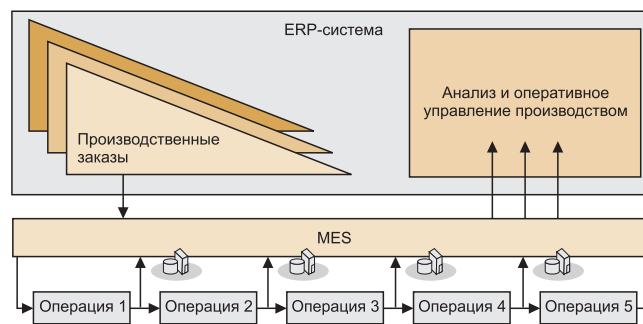 ERP-система
Анализ и оперативное
управление производством
Производственные
заказы
MES
Операция 1
Операция 2
Операция 3
Операция 4
Операция 5